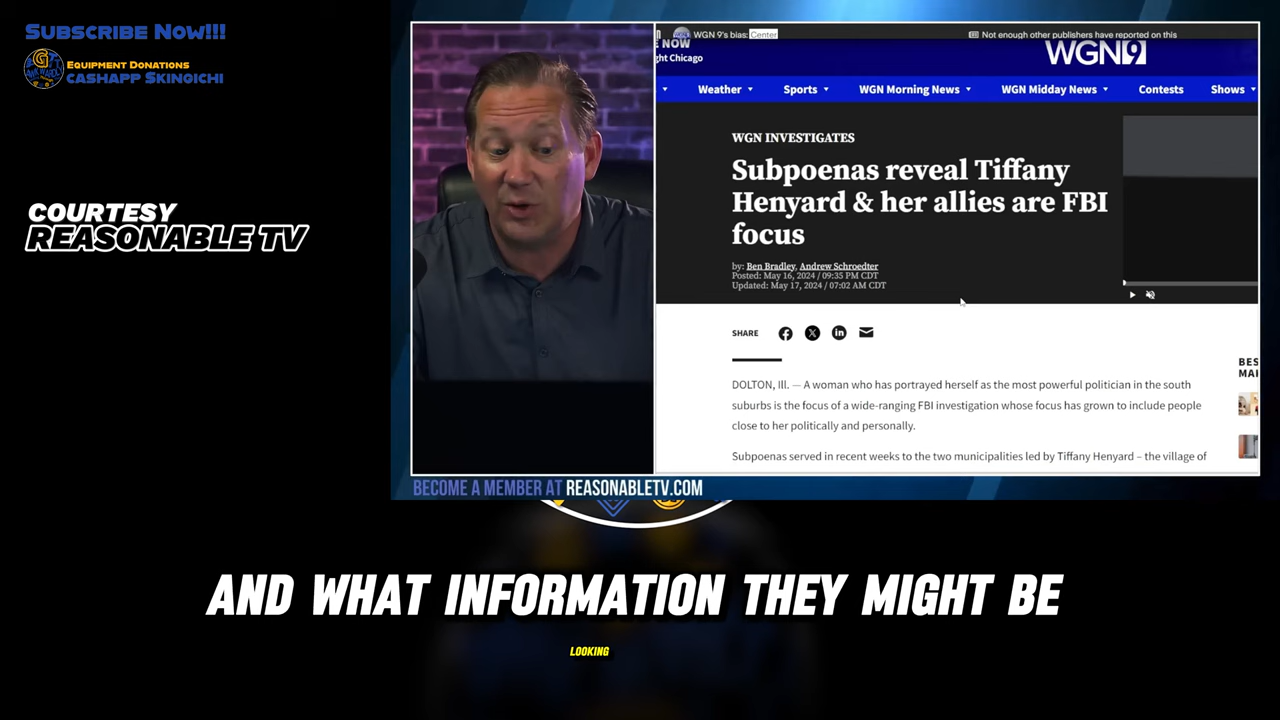 SUBSCRIBE NOW!!!
EQUIPMENT DONATIONS
CASHAPP SKINGICHI
COURTESY
REASONABLE TV
WGN 9's bias: Center
Not enough other publishers have reported on this
E NOW
ght Chicago
WGN9
Weather
Sports
WGN Morning News
WGN Midday News
Contests
Shows
WGN INVESTIGATES
Subpoenas reveal Tiffany
Henyard & her allies are FBI
focus
by: Ben Bradley, Andrew Schroedter
Posted: May 16, 2024 / 09:35 PM CDT
Updated: May 17, 2024 / 07:02 AM CDT
SHARE
BES
MAI
DOLTON, Ill. — A woman who has portrayed herself as the most powerful politician in the south
suburbs is the focus of a wide-ranging FBI investigation whose focus has grown to include people
close to her politically and personally.
Subpoenas served in recent weeks to the two municipalities led by Tiffany Henyard – the village of
BECOME A MEMBER AT REASONABLETV.COM
AND WHAT INFORMATION THEY MIGHT BE
LOOKING